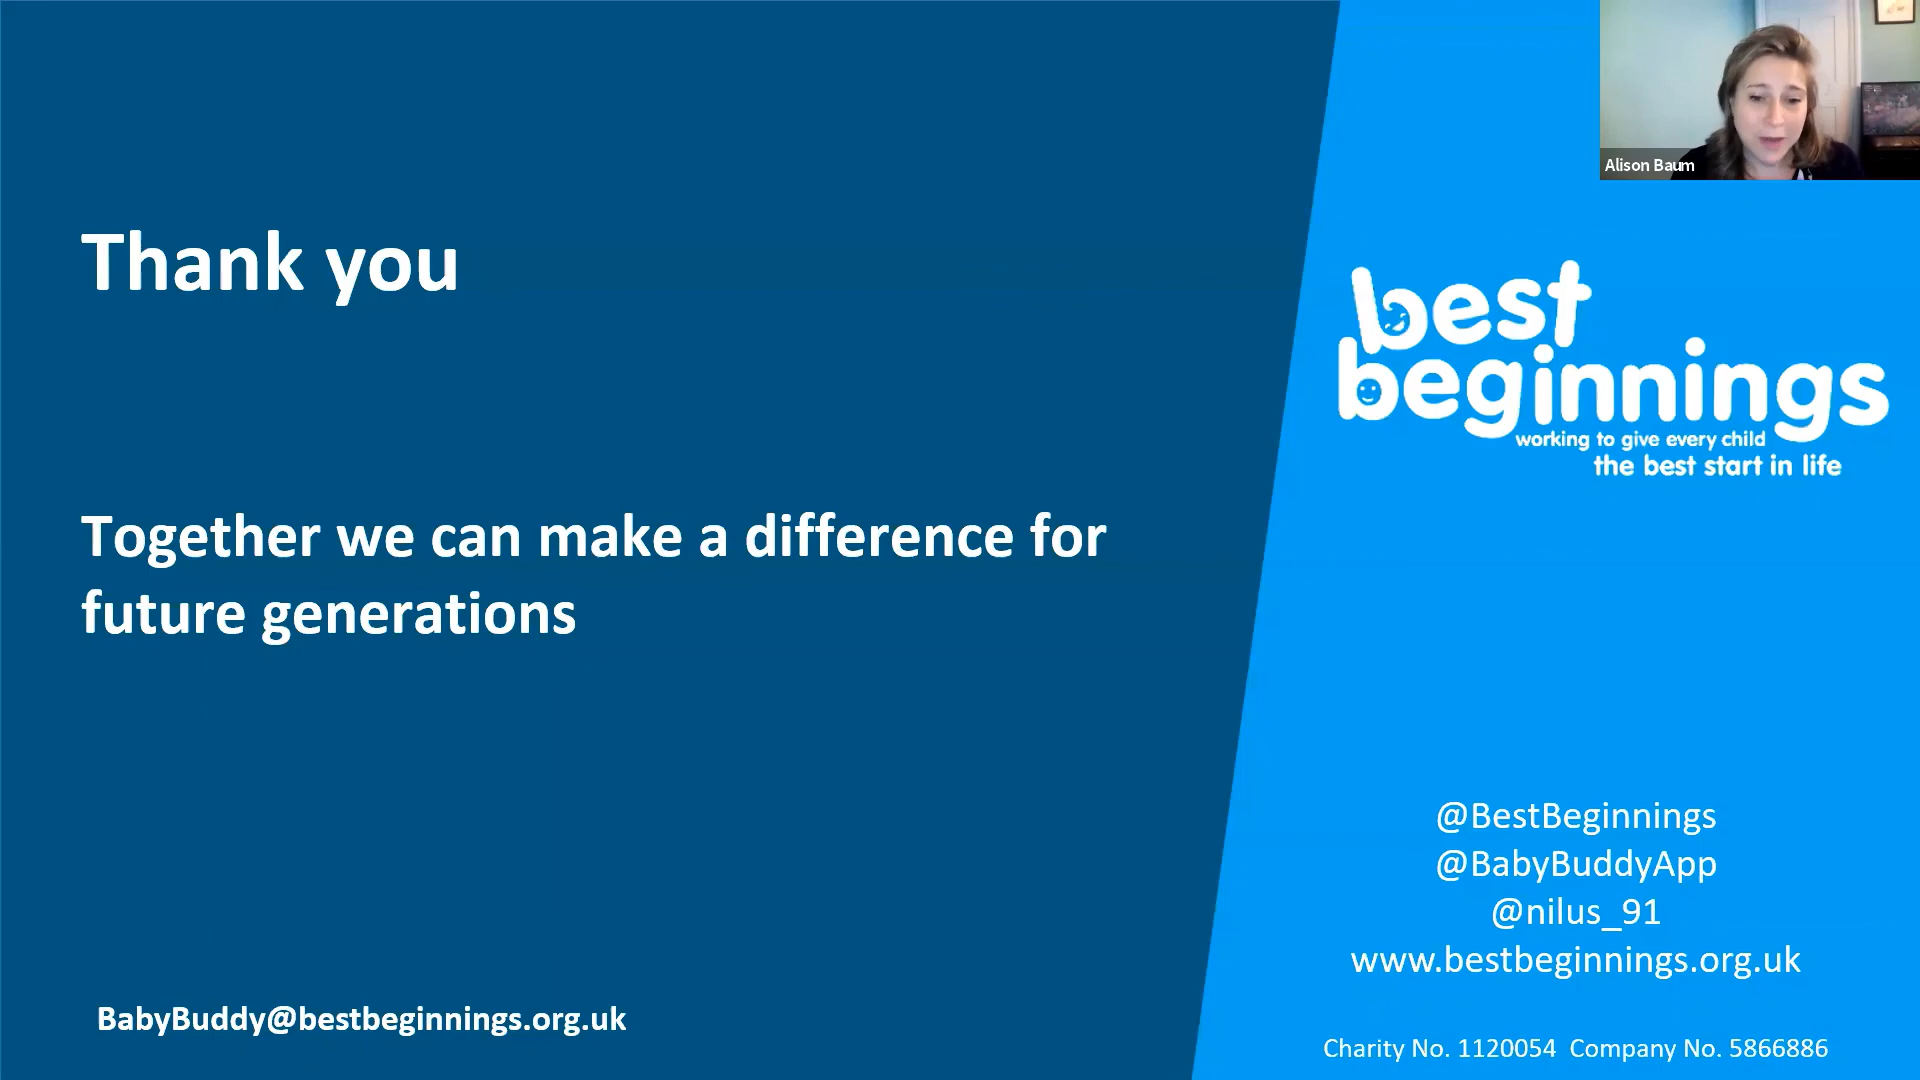 Thank you
Together we can make a difference for
future generations
BabyBuddy@bestbeginnings.org.uk
Alison Baum
best
beginnings
working to give every child
the best start in life
@BestBeginnings
@BabyBuddyApp
@nilus_91
www.bestbeginnings.org.uk
Charity No. 1120054  Company No. 5866886